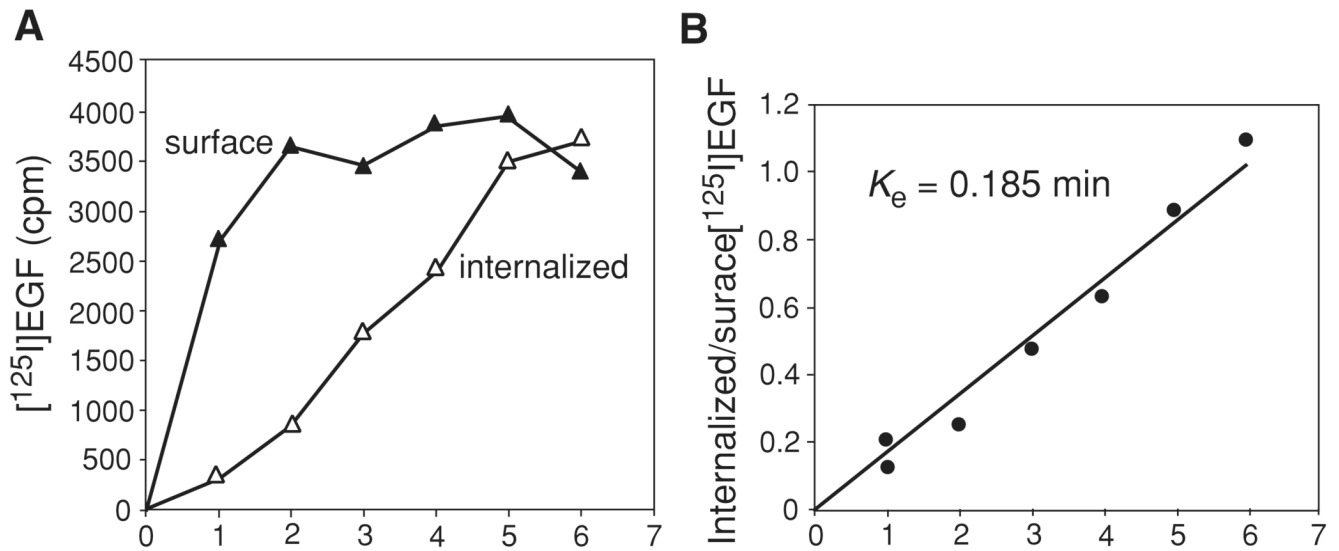 A
[¹²⁵I]EGF (cpm)
4500
4000
3500
3000
2500
2000
1500
1000
500
0
surface
internalized
0 1 2 3 4 5 6 7
B
Internalized/surace[¹²⁵I]EGF
1.2
1.0
0.8
0.6
0.4
0.2
0
Kₑ = 0.185 min
0 1 2 3 4 5 6 7